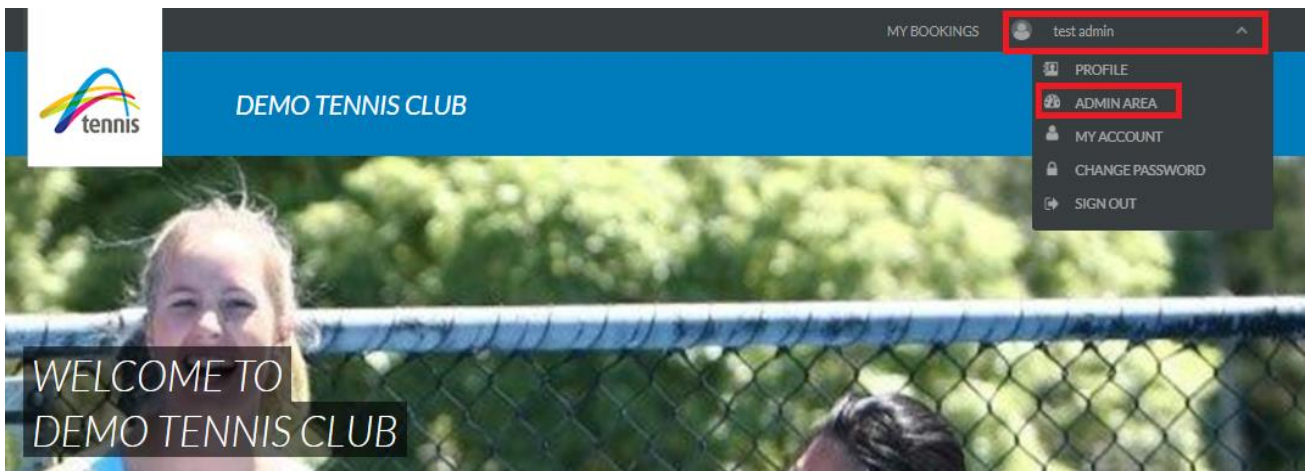 MY BOOKINGS
test admin
PROFILE
ADMIN AREA
MY ACCOUNT
CHANGE PASSWORD
SIGN OUT
tennis
DEMO TENNIS CLUB
WELCOME TO
DEMO TENNIS CLUB